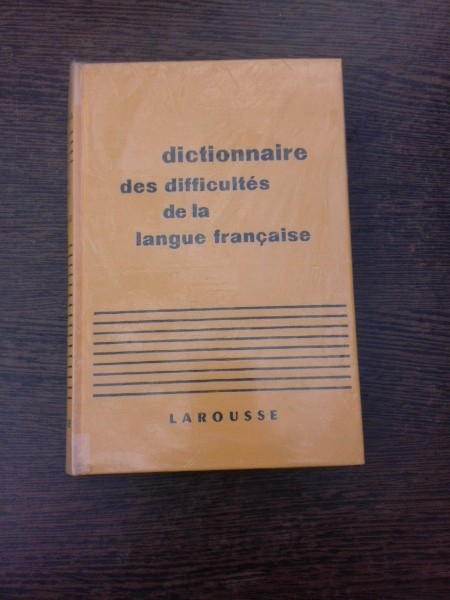 dictionnaire
des difficultés
de la
langue française
LAROUSSE